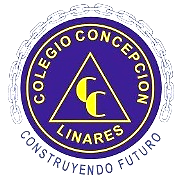 COLEGIO CONCEPCION
CC
LINARES
CONSTRUYENDO FUTURO